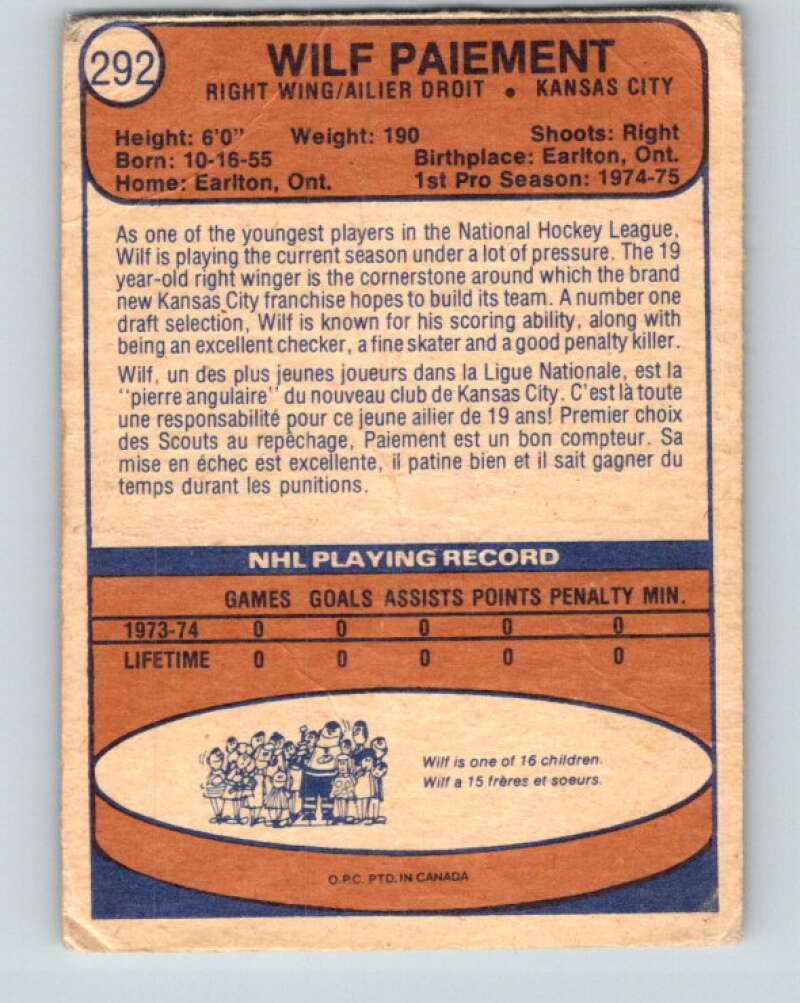 292
WILF PAIEMENT
RIGHT WING/AILIER DROIT • KANSAS CITY
Height: 6'0" Weight: 190 Shoots: Right
Born: 10-16-55 Birthplace: Earlton, Ont.
Home: Earlton, Ont. 1st Pro Season: 1974-75
As one of the youngest players in the National Hockey League,
Wilf is playing the current season under a lot of pressure. The 19
year-old right winger is the cornerstone around which the brand
new Kansas City franchise hopes to build its team. A number one
draft selection, Wilf is known for his scoring ability, along with
being an excellent checker, a fine skater and a good penalty killer.
Wilf, un des plus jeunes joueurs dans la Ligue Nationale, est la
"pierre angulaire" du nouveau club de Kansas City. C'est là toute
une responsabilité pour ce jeune ailier de 19 ans! Premier choix
des Scouts au repêchage, Paiement est un bon compteur. Sa
mise en échec est excellente, il patine bien et il sait gagner du
temps durant les punitions.
NHL PLAYING RECORD
GAMES GOALS ASSISTS POINTS PENALTY MIN.
1973-74 0 0 0 0 0
LIFETIME 0 0 0 0 0
Wilf is one of 16 children.
Wilf a 15 frères et soeurs.
O.P.C. PTD. IN CANADA